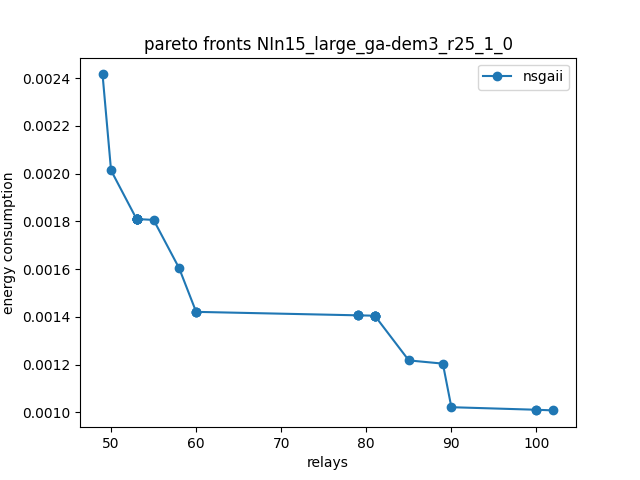 pareto fronts NIn15_large_ga-dem3_r25_1_0
nsgaii
0.0024
0.0022
0.0020
0.0018
0.0016
0.0014
0.0012
0.0010
energy consumption
50 60 70 80 90 100
relays